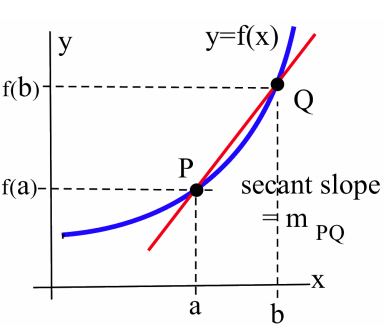 y
y=f(x)
f(b)
Q
P
f(a)
secant slope
= m PQ
x
a
b